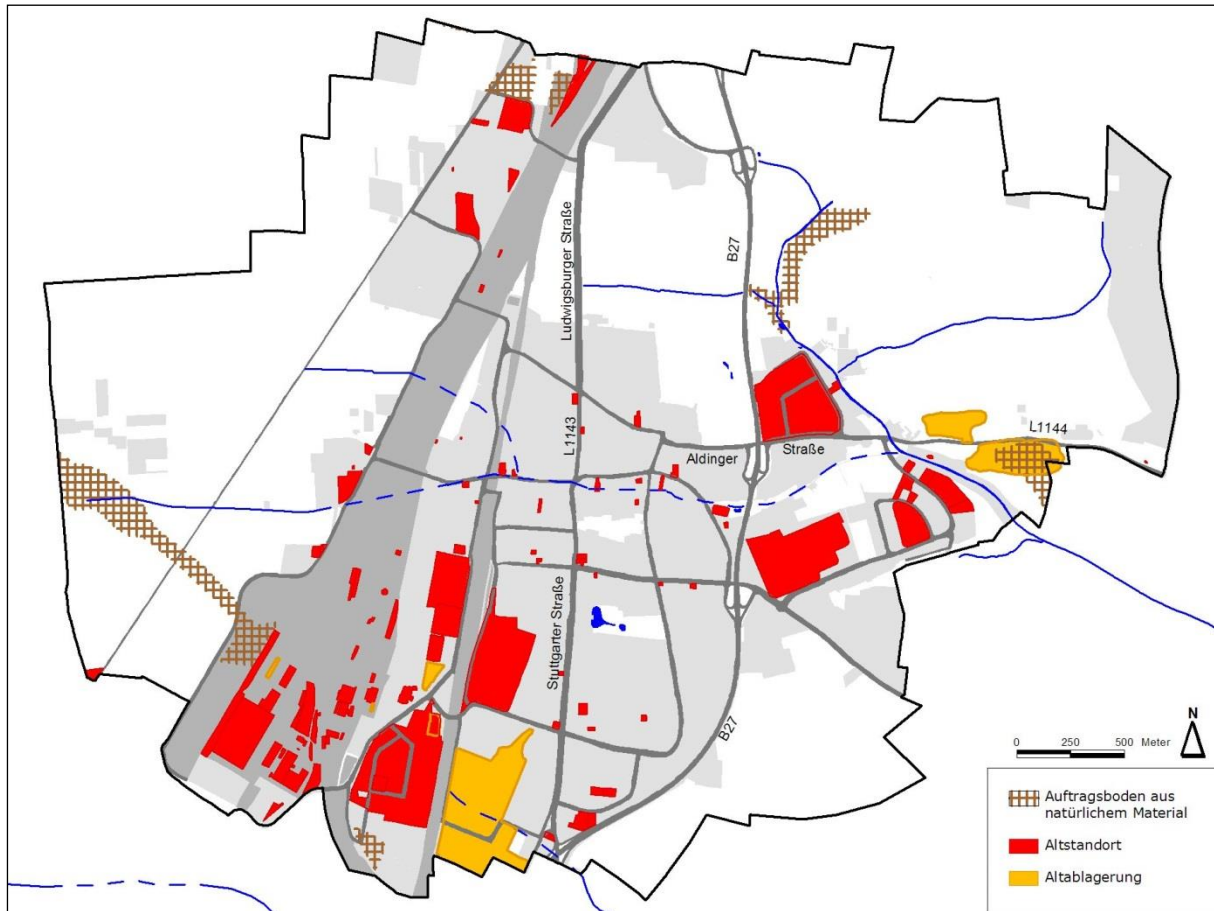 Ludwigsburger Straße
B27
L1143
Aldinger
Straße
L1144
Stuttgarter Straße
B27
N
0 250 500 Meter
Auftragsboden aus
natürlichem Material
Altstandort
Altablagerung